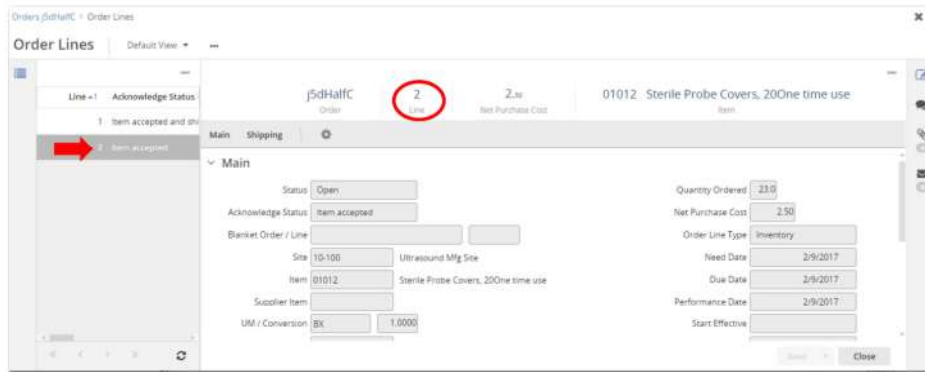 Orders j5dHalfC > Order Lines
Order Lines Default View
Line Acknowledge Status
1 Item accepted and shi
2 Item accepted
j5dHalfC
Order
2
Line
2.50
Net Purchase Cost
01012 Sterile Probe Covers, 20One time use
Item
Main Shipping
Main
Status Open
Acknowledge Status Item accepted
Blanket Order / Line
Site 10-100 Ultrasound Mfg Site
Item 01012 Sterile Probe Covers, 20One time use
Supplier Item
UM / Conversion BX 1.0000
Quantity Ordered 23.0
Net Purchase Cost 2.50
Order Line Type Inventory
Need Date 2/9/2017
Due Date 2/9/2017
Performance Date 2/9/2017
Start Effective
Save
Close